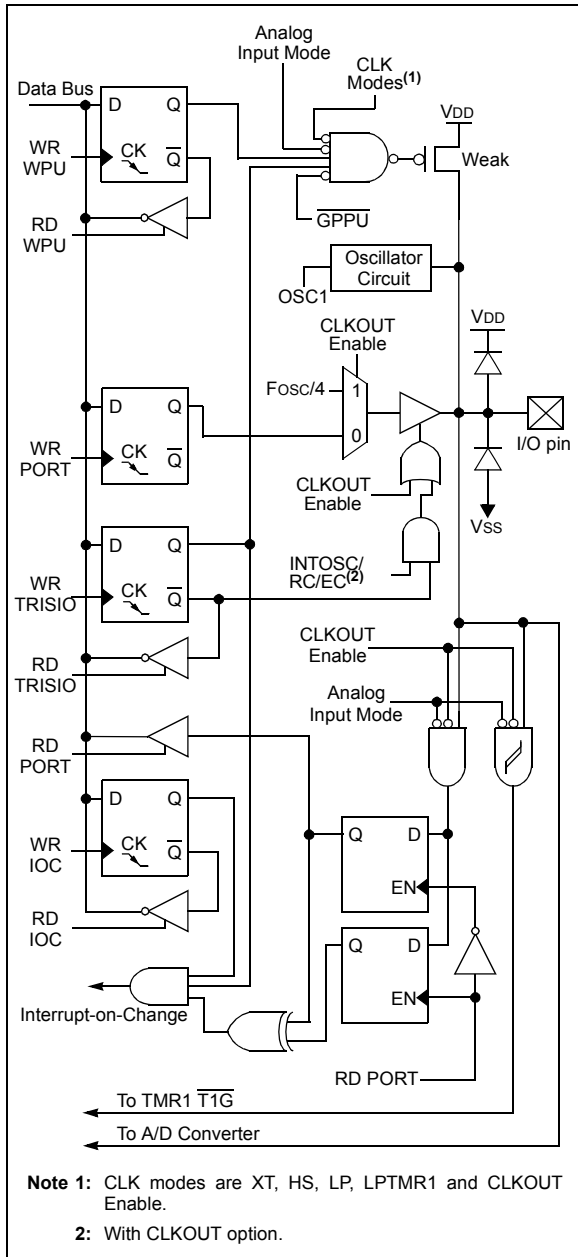 Analog
Input Mode
CLK
Modes(1)
Data Bus
D
Q
VDD
WR
WPU
CK
Q
Weak
RD
WPU
GPPU
Oscillator
Circuit
OSC1
CLKOUT
Enable
VDD
FOSC/4
1
D
Q
0
I/O pin
WR
PORT
CK
Q
CLKOUT
Enable
VSS
D
Q
INTOSC/
RC/EC(2)
WR
TRISIO
CK
Q
CLKOUT
Enable
RD
TRISIO
Analog
Input Mode
RD
PORT
D
Q
Q
D
WR
IOC
CK
Q
EN
RD
IOC
Q
D
EN
Interrupt-on-Change
RD PORT
To TMR1 T1G
To A/D Converter
Note 1: CLK modes are XT, HS, LP, LPTMR1 and CLKOUT
Enable.
2: With CLKOUT option.